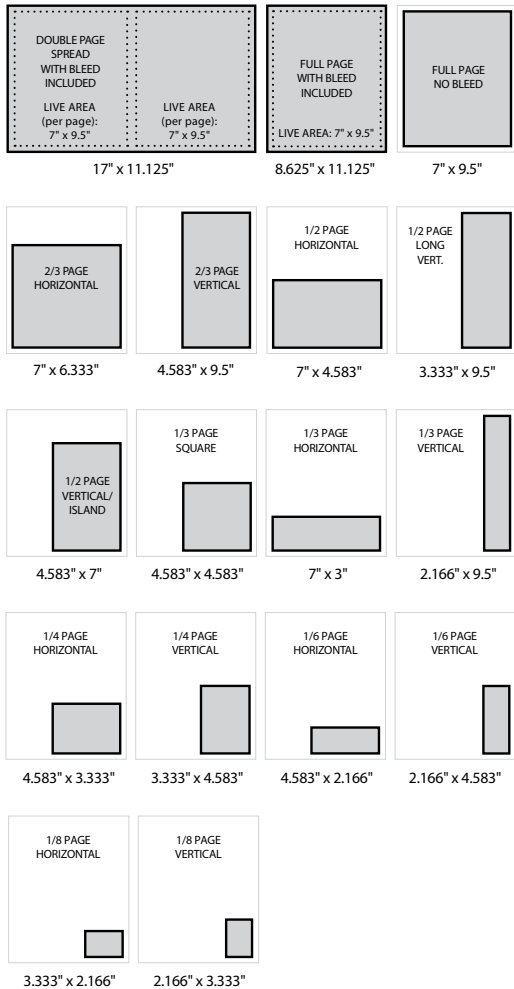 DOUBLE PAGE
SPREAD
WITH BLEED
INCLUDED
LIVE AREA
(per page):
7" x 9.5"
LIVE AREA
(per page):
7" x 9.5"
17" x 11.125"
FULL PAGE
WITH BLEED
INCLUDED
LIVE AREA: 7" x 9.5"
8.625" x 11.125"
FULL PAGE
NO BLEED
7" x 9.5"
2/3 PAGE
HORIZONTAL
7" x 6.333"
2/3 PAGE
VERTICAL
4.583" x 9.5"
1/2 PAGE
HORIZONTAL
7" x 4.583"
1/2 PAGE
LONG
VERT.
3.333" x 9.5"
1/2 PAGE
VERTICAL/
ISLAND
4.583" x 7"
1/3 PAGE
SQUARE
4.583" x 4.583"
1/3 PAGE
HORIZONTAL
7" x 3"
1/3 PAGE
VERTICAL
2.166" x 9.5"
1/4 PAGE
HORIZONTAL
4.583" x 3.333"
1/4 PAGE
VERTICAL
3.333" x 4.583"
1/6 PAGE
HORIZONTAL
4.583" x 2.166"
1/6 PAGE
VERTICAL
2.166" x 4.583"
1/8 PAGE
HORIZONTAL
3.333" x 2.166"
1/8 PAGE
VERTICAL
2.166" x 3.333"